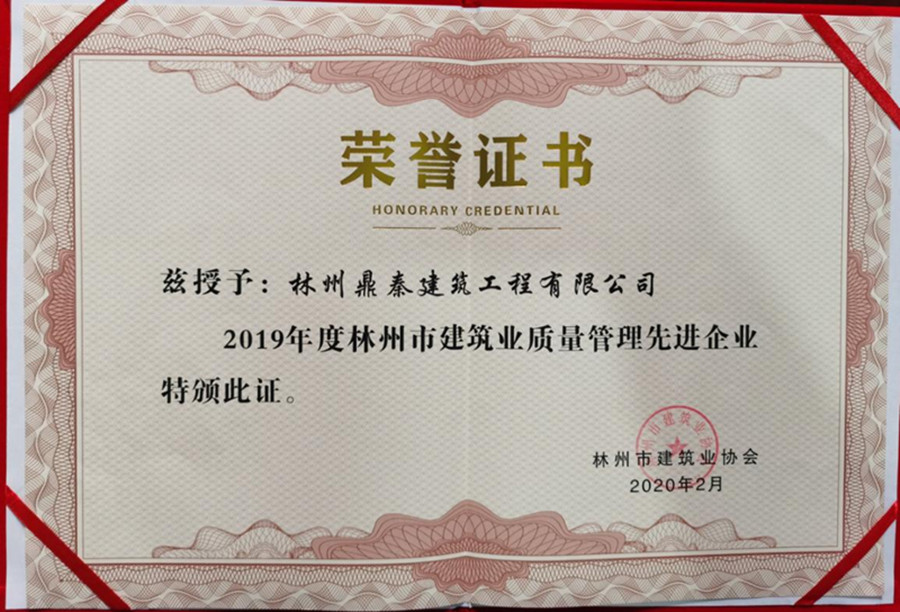 荣誉证书
HONORARY CREDENTIAL
兹授予：林州鼎秦建筑工程有限公司
2019年度林州市建筑业质量管理先进企业
特颁此证。
林州市建筑业协会
2020年2月